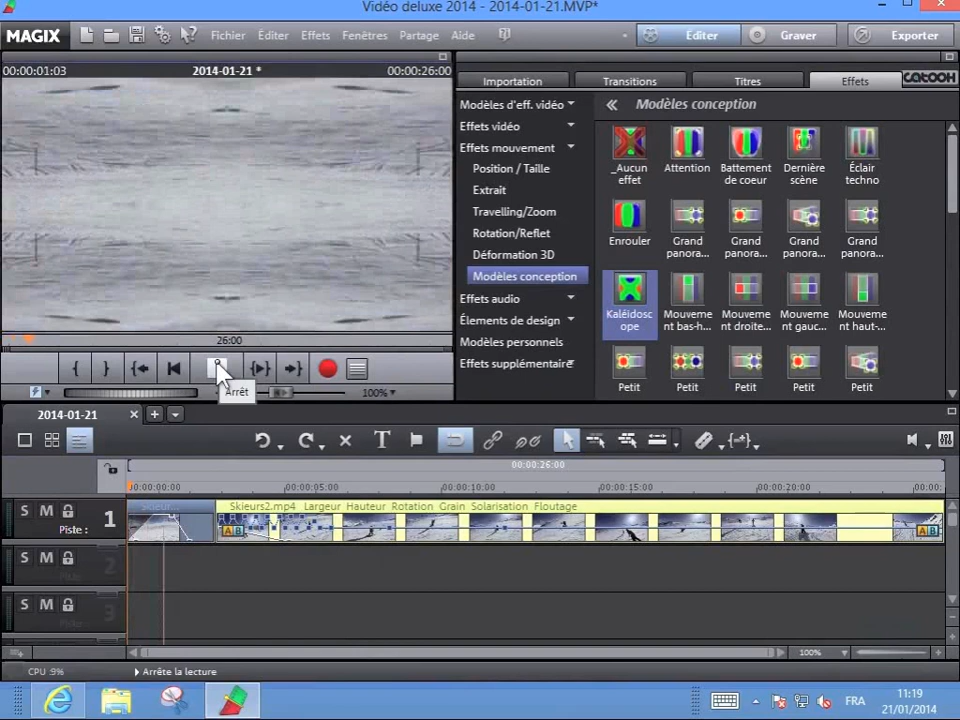 Vidéo deluxe 2014 - 2014-01-21.MVP*
MAGIX
Fichier Éditer Effets Fenêtres Partage Aide
Éditer Graver Exporter
00:00:01:03 2014-01-21 * 00:00:26:00
Importation Transitions Titres Effets CATOOH
Modèles d'eff. vidéo
Effets vidéo
Effets mouvement
Position / Taille
Extrait
Travelling/Zoom
Rotation/Reflet
Déformation 3D
Modèles conception
Effets audio
Élements de design
Modèles personnels
Effets supplémentaire
Modèles conception
_Aucun effet
Attention
Battement de coeur
Dernière scène
Éclair techno
Enrouler
Grand panora...
Grand panora...
Grand panora...
Grand panora...
Kaléidosc ope
Mouveme nt bas-h...
Mouveme nt droite...
Mouveme nt gauc...
Mouveme nt haut-...
Petit
Petit
Petit
Petit
Petit
26:00
Arrêt
100%
2014-01-21
00:00:26:00
00:00:00:00 00:00:05:00 00:00:10:00 00:00:15:00 00:00:20:00 00:00:
S M 1
Piste :
Skieurs2.mp4 Largeur Hauteur Rotation Grain Solarisation Floutage
A B
A B
S M 2
S M 3
100%
CPU :9%
Arrête la lecture
FRA
11:19
21/01/2014